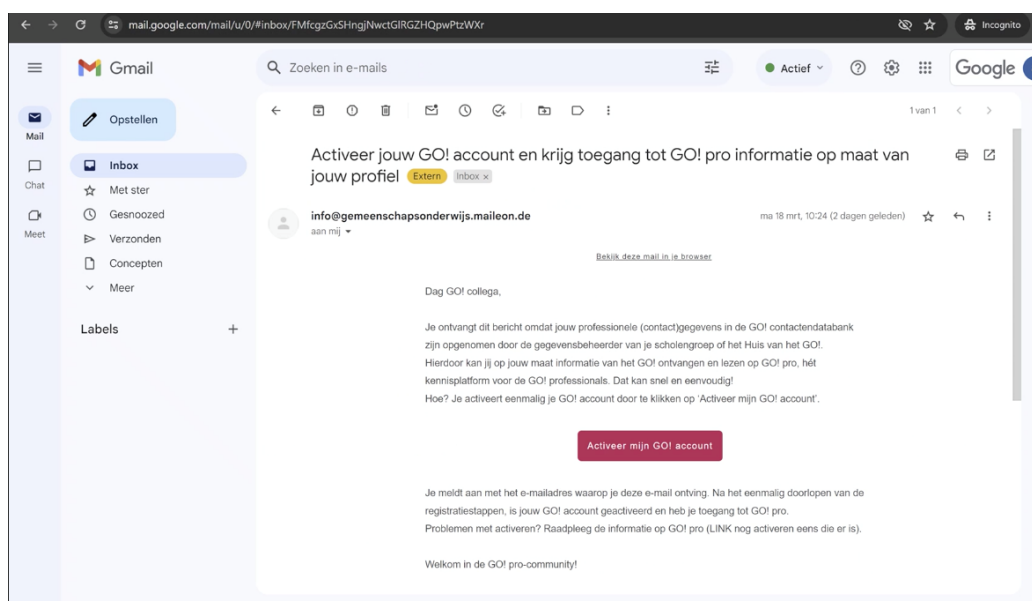 mail.google.com/mail/u/0/#inbox/FMfcgzGxSHngjNwctGlRGZHQpwPtzWXr
Incognito
Gmail
Zoeken in e-mails
Actief
Google
Mail
Chat
Meet
Opstellen
Inbox
Met ster
Gesnoozed
Verzonden
Concepten
Meer
Labels
1 van 1
Activeer jouw GO! account en krijg toegang tot GO! pro informatie op maat van
jouw profiel Extern Inbox x
info@gemeenschapsonderwijs.maileon.de
ma 18 mrt, 10:24 (2 dagen geleden)
aan mij
Bekijk deze mail in je browser
Dag GO! collega,
Je ontvangt dit bericht omdat jouw professionele (contact)gegevens in de GO! contactendatabank
zijn opgenomen door de gegevensbeheerder van je scholengroep of het Huis van het GO!.
Hierdoor kan jij op jouw maat informatie van het GO! ontvangen en lezen op GO! pro, hét
kennisplatform voor de GO! professionals. Dat kan snel en eenvoudig!
Hoe? Je activeert eenmalig je GO! account door te klikken op 'Activeer mijn GO! account'.
Activeer mijn GO! account
Je meldt aan met het e-mailadres waarop je deze e-mail ontving. Na het eenmalig doorlopen van de
registratiestappen, is jouw GO! account geactiveerd en heb je toegang tot GO! pro.
Problemen met activeren? Raadpleeg de informatie op GO! pro (LINK nog activeren eens die er is).
Welkom in de GO! pro-community!